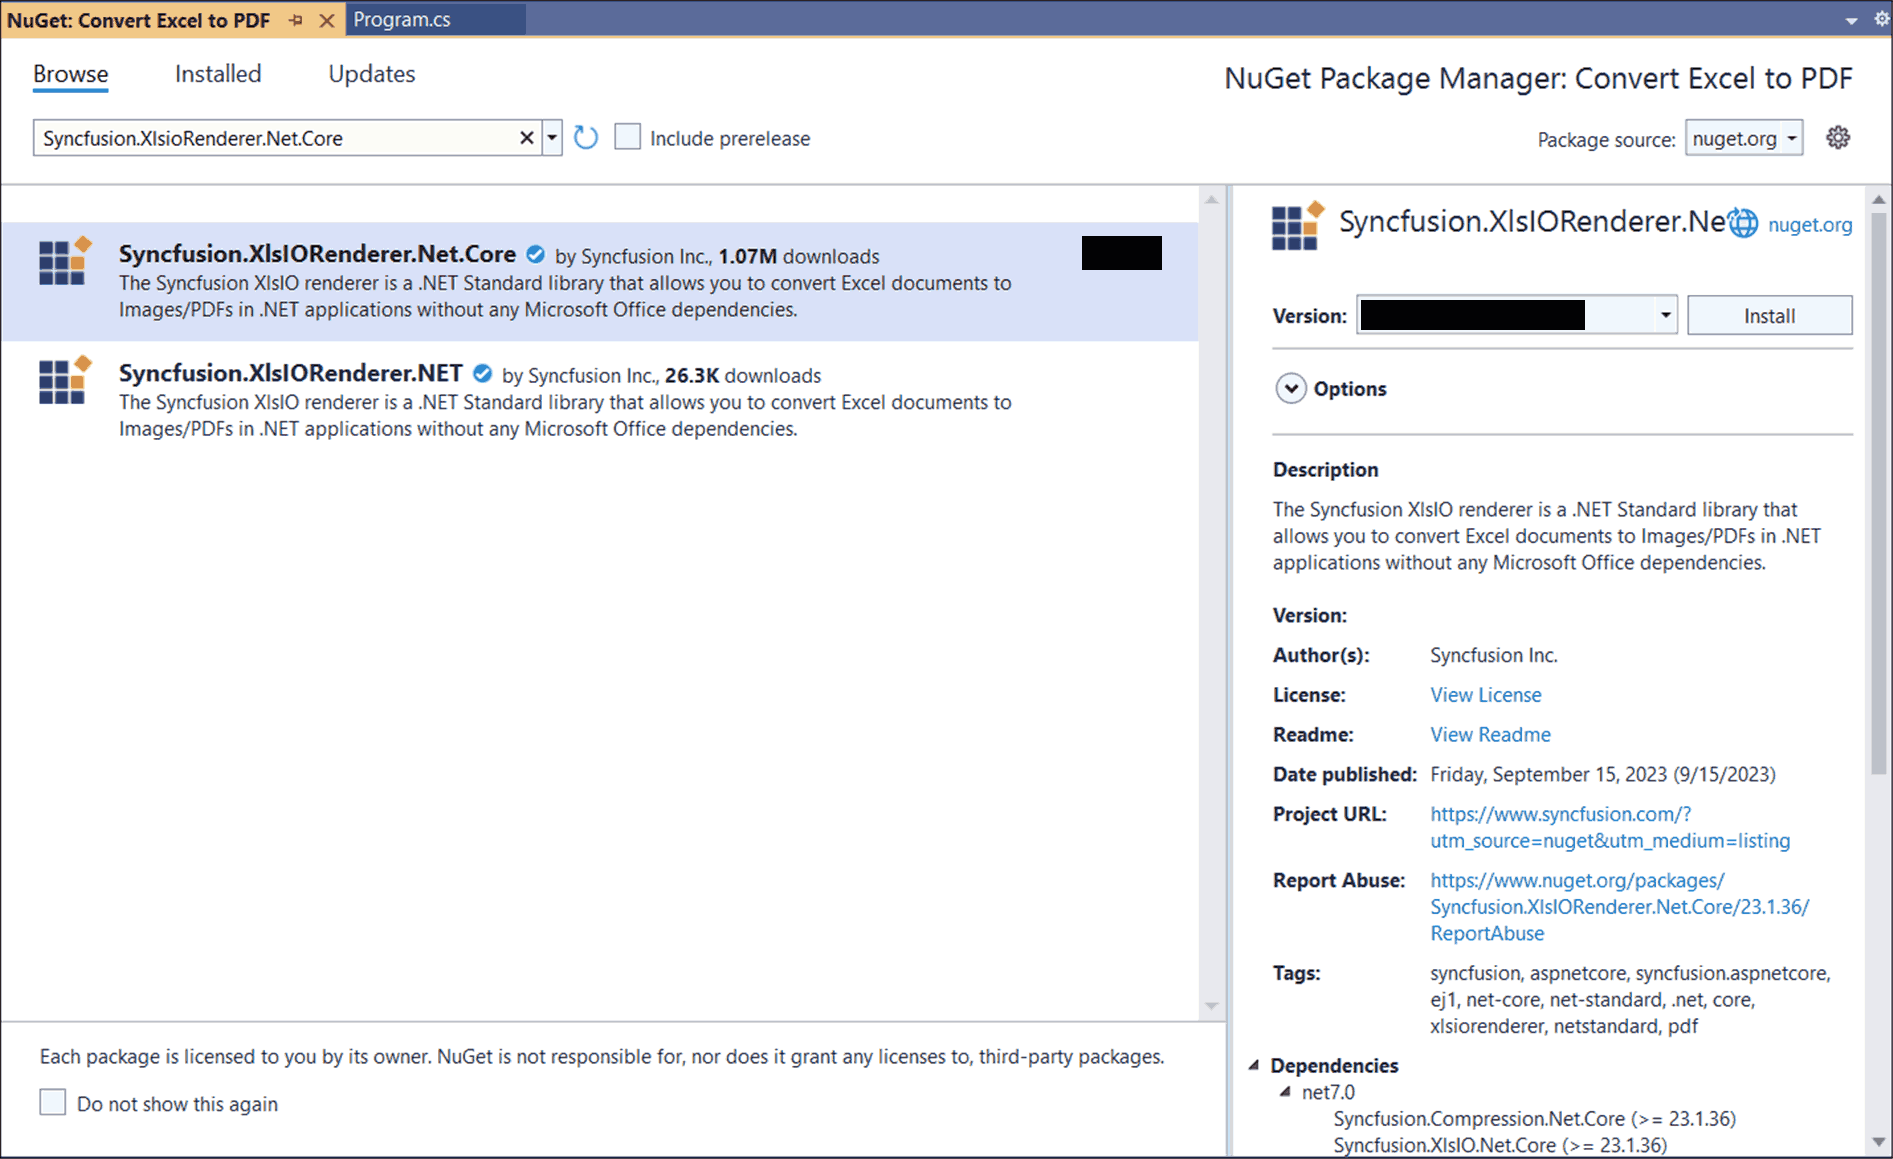 NuGet: Convert Excel to PDF
Program.cs
Browse
Installed
Updates
NuGet Package Manager: Convert Excel to PDF
Syncfusion.XlsioRenderer.Net.Core
Include prerelease
Package source: nuget.org
Syncfusion.XlsIORenderer.Net.Core by Syncfusion Inc., 1.07M downloads
The Syncfusion XlsIO renderer is a .NET Standard library that allows you to convert Excel documents to
Images/PDFs in .NET applications without any Microsoft Office dependencies.
Syncfusion.XlsIORenderer.NET by Syncfusion Inc., 26.3K downloads
The Syncfusion XlsIO renderer is a .NET Standard library that allows you to convert Excel documents to
Images/PDFs in .NET applications without any Microsoft Office dependencies.
Each package is licensed to you by its owner. NuGet is not responsible for, nor does it grant any licenses to, third-party packages.
Do not show this again
Syncfusion.XlsIORenderer.Ne nuget.org
Version:
Install
Options
Description
The Syncfusion XlsIO renderer is a .NET Standard library that
allows you to convert Excel documents to Images/PDFs in .NET
applications without any Microsoft Office dependencies.
Version:
Author(s): Syncfusion Inc.
License: View License
Readme: View Readme
Date published: Friday, September 15, 2023 (9/15/2023)
Project URL: https://www.syncfusion.com/?
utm_source=nuget&utm_medium=listing
Report Abuse: https://www.nuget.org/packages/
Syncfusion.XlsIORenderer.Net.Core/23.1.36/
ReportAbuse
Tags: syncfusion, aspnetcore, syncfusion.aspnetcore,
ej1, net-core, net-standard, .net, core,
xlsiorenderer, netstandard, pdf
Dependencies
net7.0
Syncfusion.Compression.Net.Core (>= 23.1.36)
Syncfusion.XlsIO.Net.Core (>= 23.1.36)